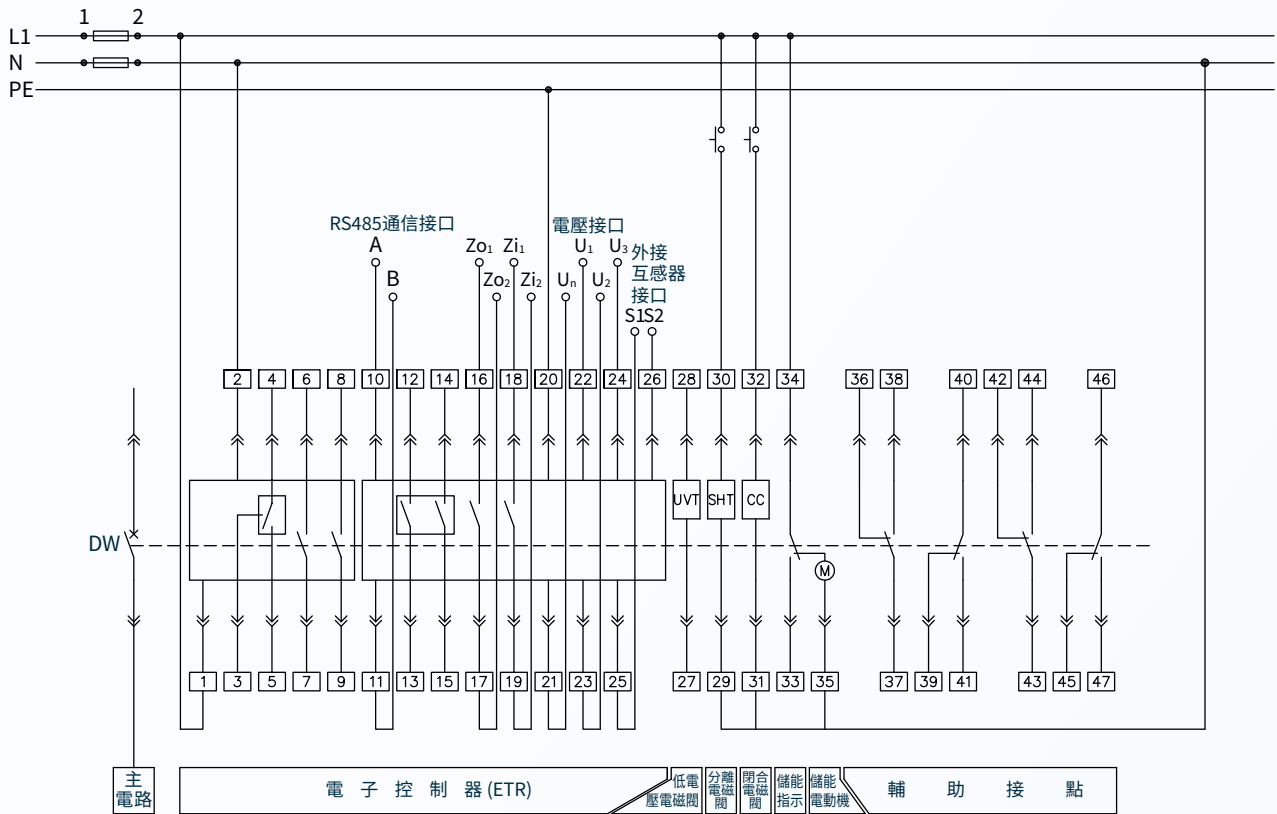 1 2
L1
N
PE
RS485通信接口
A
B
Zo1 Zi1
Zo2 Zi2
電壓接口
U1 U3
Un U2
外接
互感器
接口
S1S2
2 4 6 8 10 12 14 16 18 20 22 24 26 28 30 32 34 36 38 40 42 44 46
UVT SHT CC
DW
M
1 3 5 7 9 11 13 15 17 19 21 23 25 27 29 31 33 35 37 39 41 43 45 47
主
電路
電子控制器(ETR)
低電
壓電磁閥
分離
電磁
閥
閉合
電磁
閥
儲能
指示
儲能
電動機
輔助接點